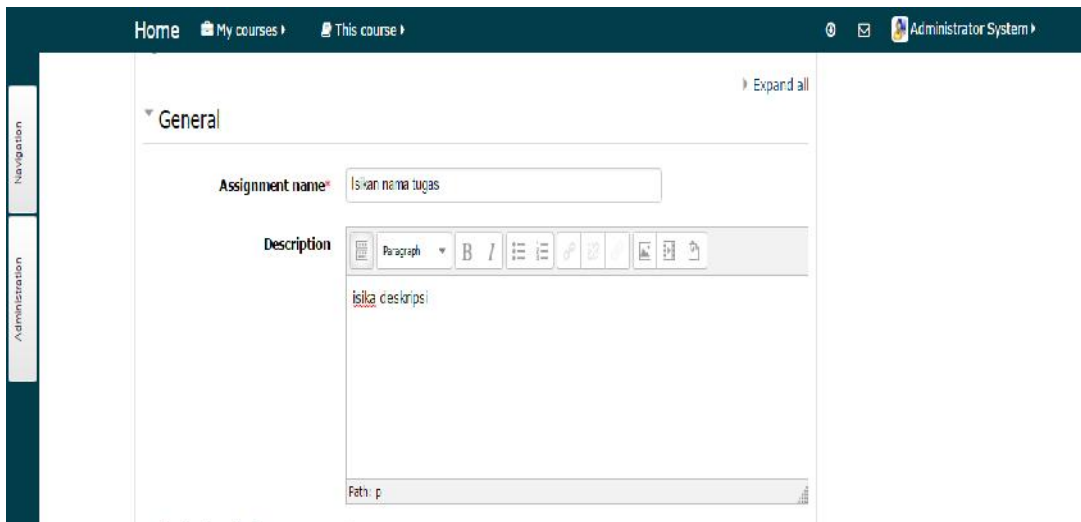 Home My courses This course Administrator System
Expand all
General
Assignment name* Isikan nama tugas
Description Paragraph B I
isika deskripsi
Path: p
Navigation
Administration